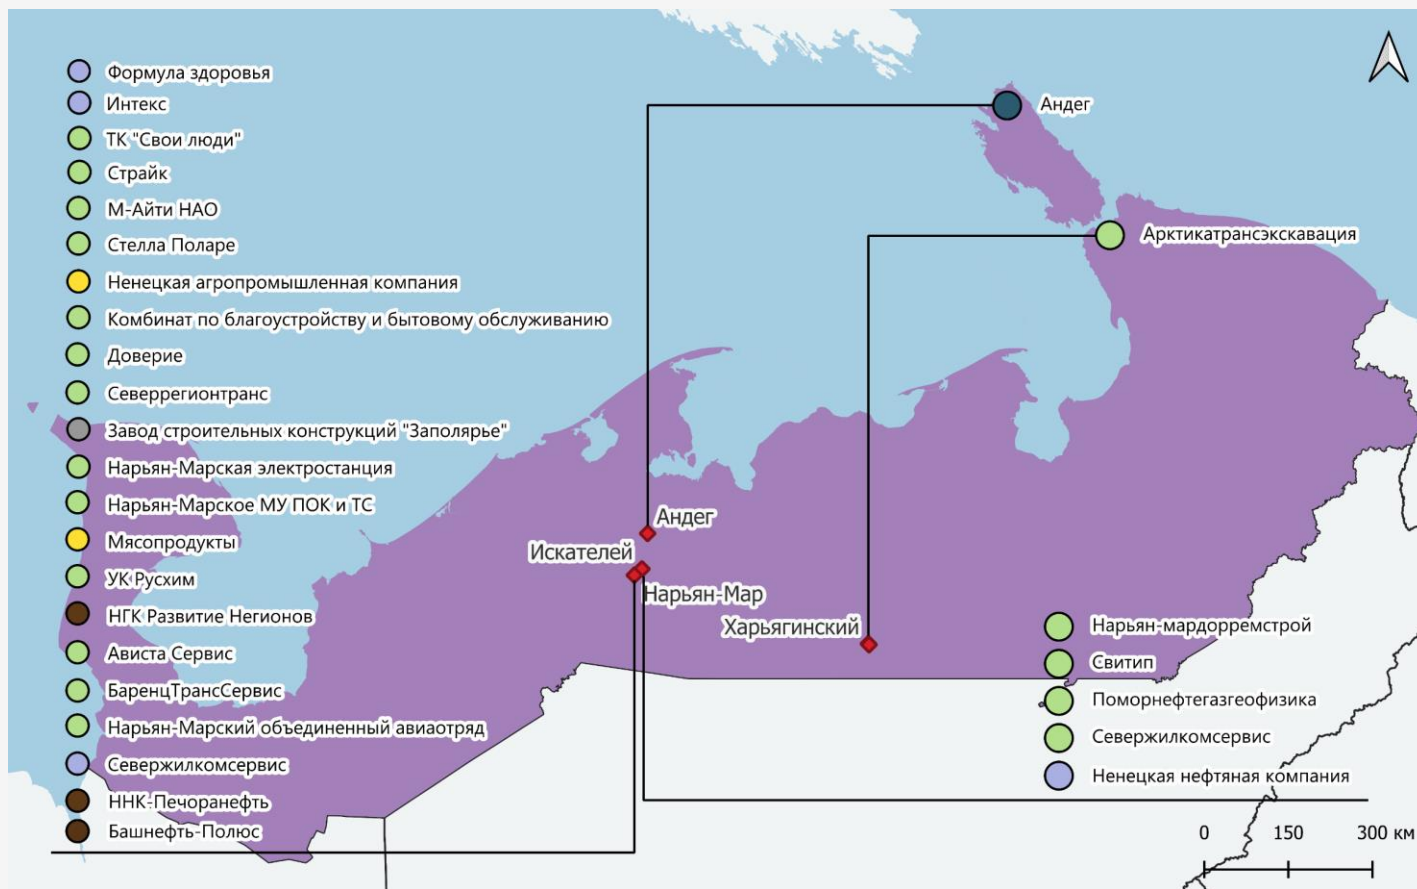 Формула здоровья
Интекс
ТК "Свои люди"
Страйк
М-Айти НАО
Стелла Поларе
Ненецкая агропромышленная компания
Комбинат по благоустройству и бытовому обслуживанию
Доверие
Северрегионтранс
Завод строительных конструкций "Заполярье"
Нарьян-Марская электростанция
Нарьян-Марское МУ ПОК и ТС
Мясопродукты
УК Русхим
НГК Развитие Негионов
Ависта Сервис
БаренцТрансСервис
Нарьян-Марский объединенный авиаотряд
Севержилкомсервис
ННК-Печоранефть
Башнефть-Полюс
Андег
Арктикатрансэкскавация
Андег
Искателей
Нарьян-Мар
Харьягинский
Нарьян-мардорремстрой
Свитип
Поморнефтегазгеофизика
Севержилкомсервис
Ненецкая нефтяная компания
0 150 300 км